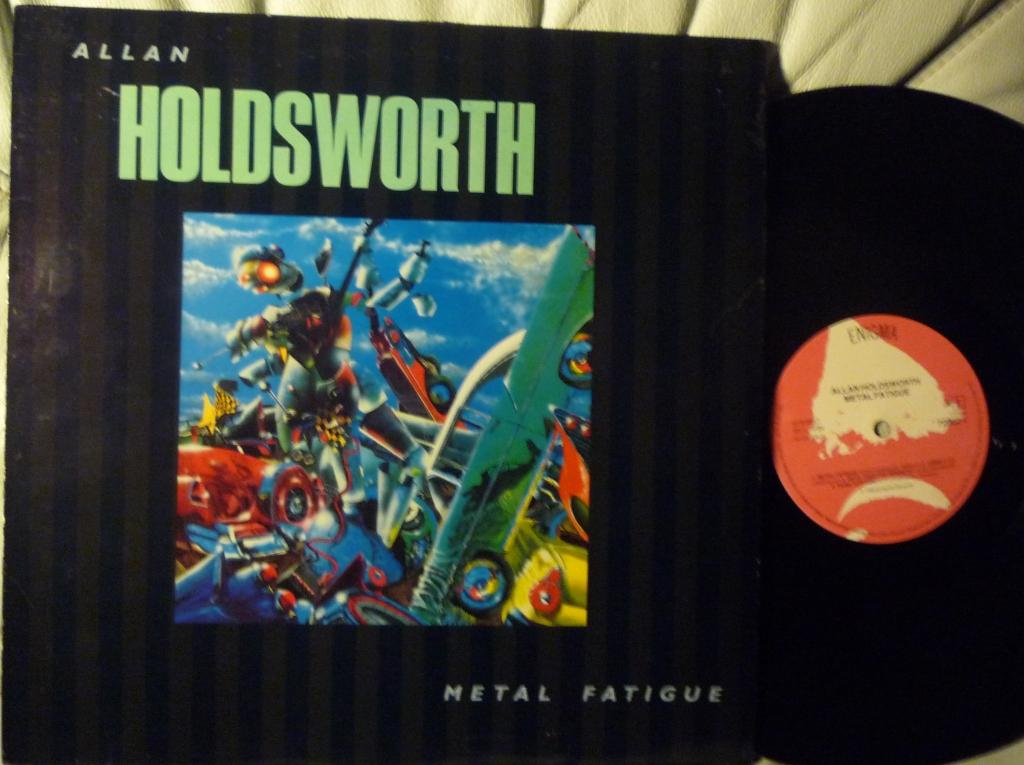 ALLAN
HOLDSWORTH
METAL FATIGUE
ENIGMA
ALLAN HOLDSWORTH
METAL FATIGUE